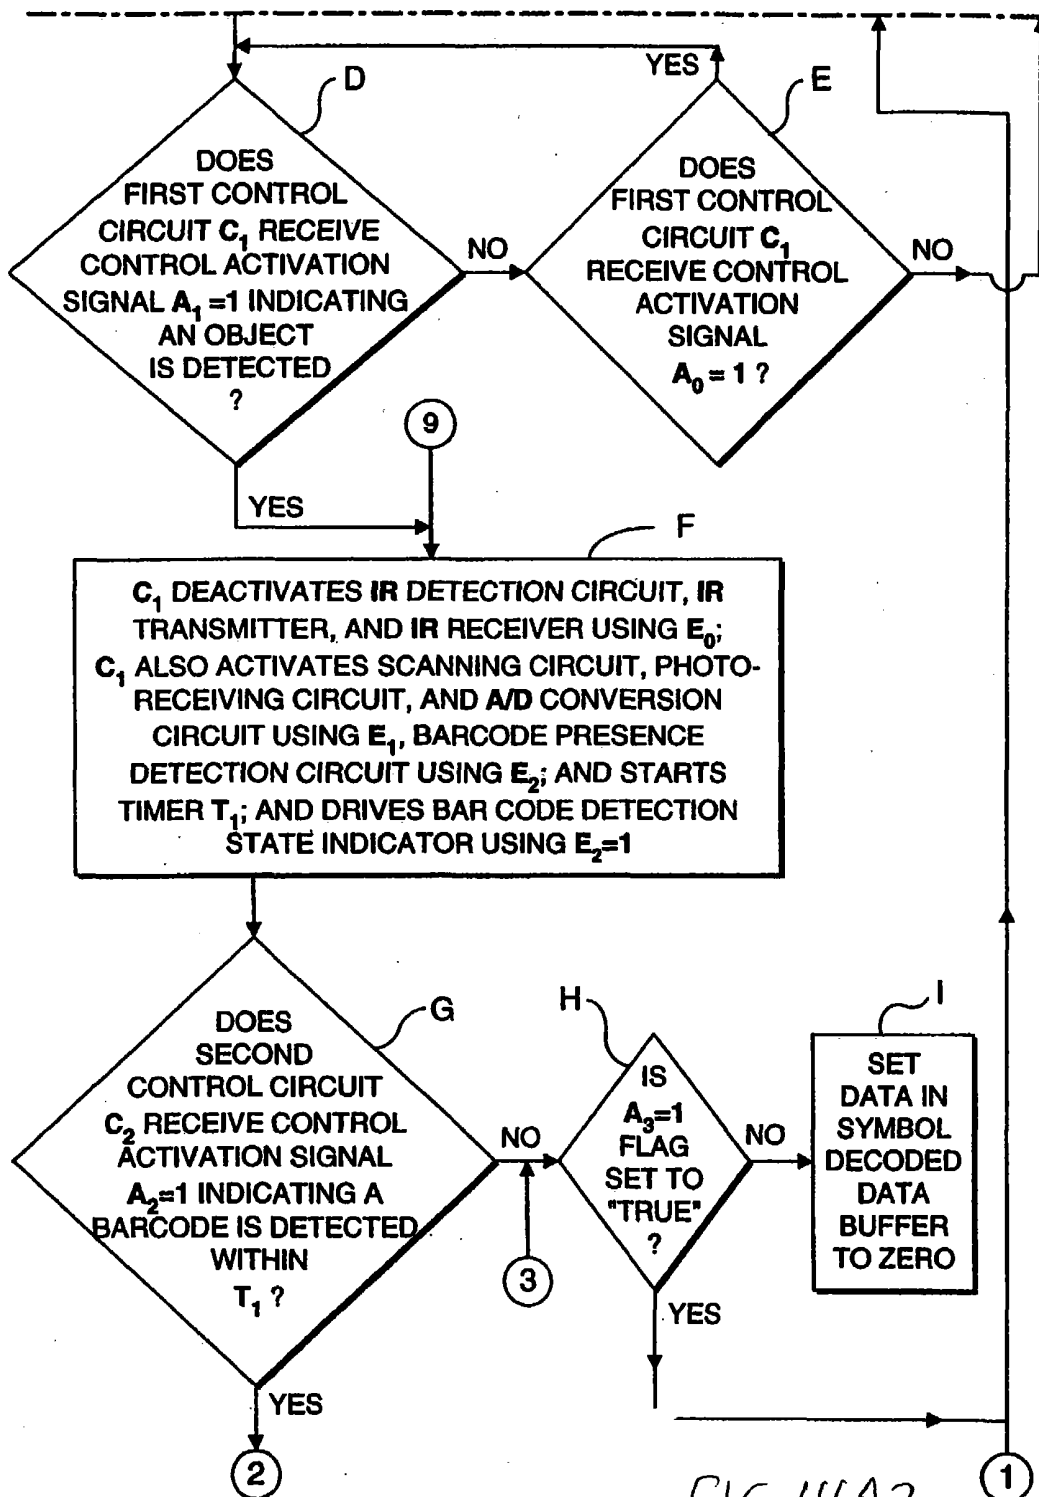 YES
D
E
DOES
FIRST CONTROL
CIRCUIT C₁ RECEIVE
CONTROL ACTIVATION
SIGNAL A₁ =1 INDICATING
AN OBJECT
IS DETECTED
?
NO
DOES
FIRST CONTROL
CIRCUIT C₁
RECEIVE CONTROL
ACTIVATION
SIGNAL
A₀ = 1 ?
NO
9
YES
F
C₁ DEACTIVATES IR DETECTION CIRCUIT, IR
TRANSMITTER, AND IR RECEIVER USING E₀;
C₁ ALSO ACTIVATES SCANNING CIRCUIT, PHOTO-
RECEIVING CIRCUIT, AND A/D CONVERSION
CIRCUIT USING E₁, BARCODE PRESENCE
DETECTION CIRCUIT USING E₂; AND STARTS
TIMER T₁; AND DRIVES BAR CODE DETECTION
STATE INDICATOR USING E₂=1
G
DOES
SECOND
CONTROL CIRCUIT
C₂ RECEIVE CONTROL
ACTIVATION SIGNAL
A₂=1 INDICATING A
BARCODE IS DETECTED
WITHIN
T₁ ?
NO
3
H
IS
A₃=1
FLAG
SET TO
"TRUE"
?
NO
I
SET
DATA IN
SYMBOL
DECODED
DATA
BUFFER
TO ZERO
YES
YES
2
1